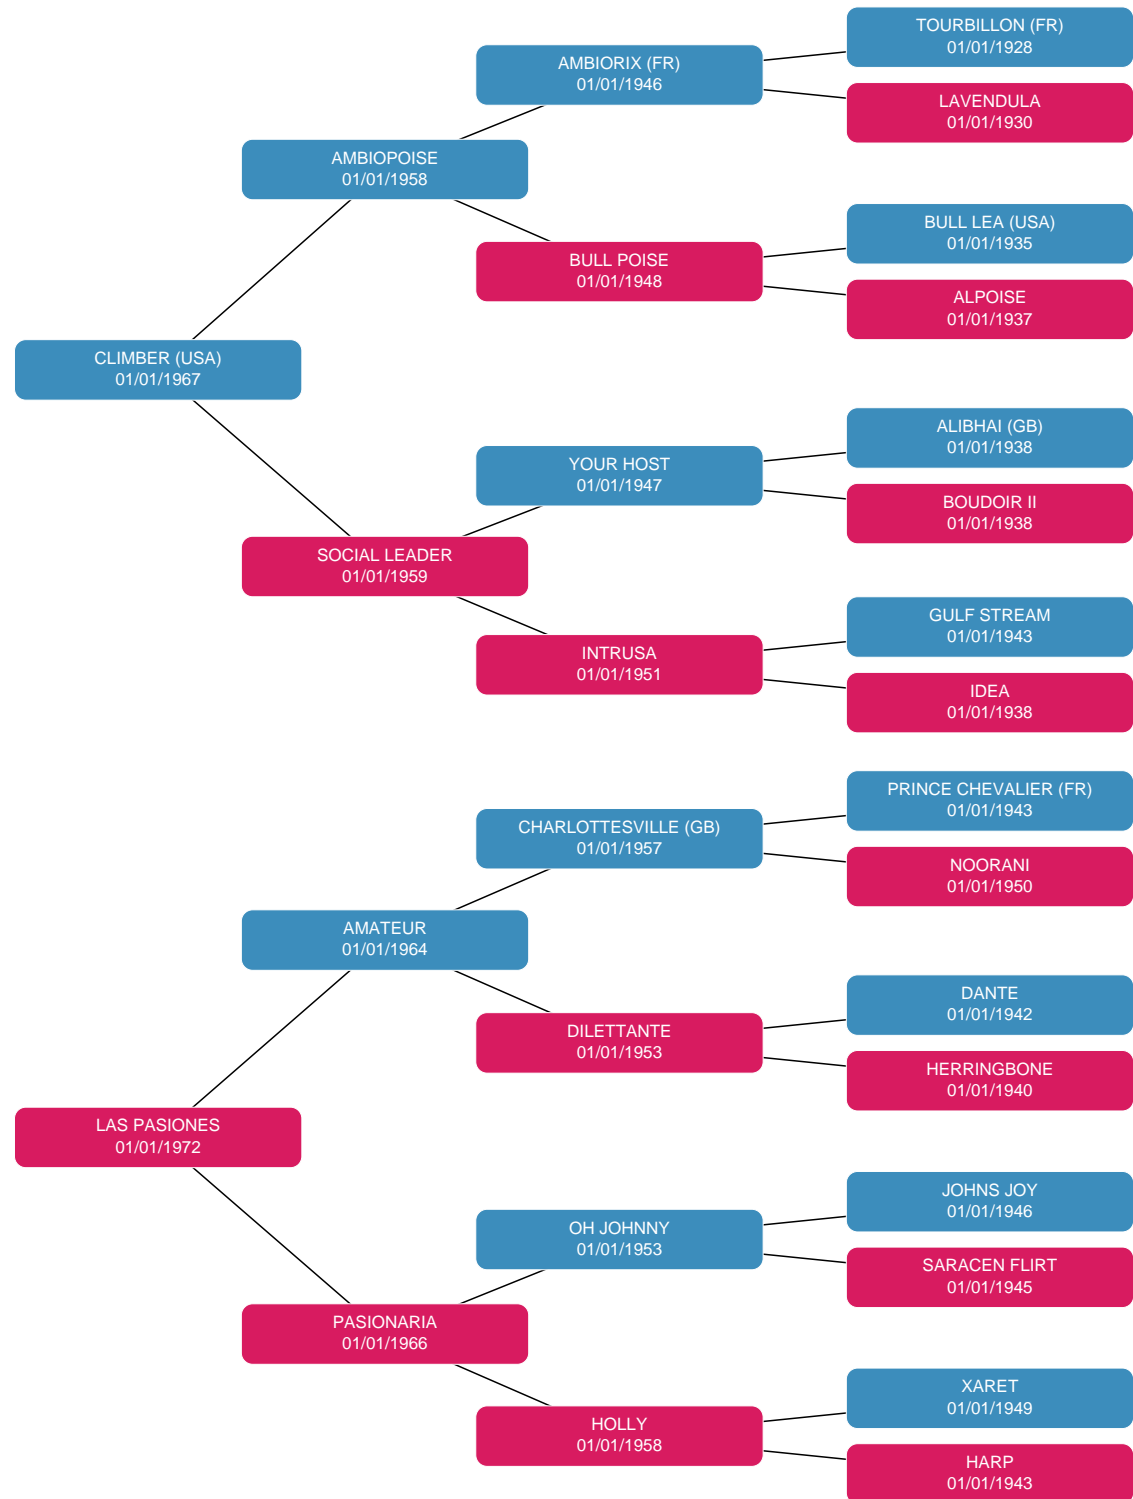 TOURBILLON (FR)
01/01/1928
AMBIORIX (FR)
01/01/1946
LAVENDULA
01/01/1930
AMBIOPOISE
01/01/1958
BULL LEA (USA)
01/01/1935
BULL POISE
01/01/1948
ALPOISE
01/01/1937
CLIMBER (USA)
01/01/1967
ALIBHAI (GB)
01/01/1938
YOUR HOST
01/01/1947
BOUDOIR II
01/01/1938
SOCIAL LEADER
01/01/1959
GULF STREAM
01/01/1943
INTRUSA
01/01/1951
IDEA
01/01/1938
PRINCE CHEVALIER (FR)
01/01/1943
CHARLOTTESVILLE (GB)
01/01/1957
NOORANI
01/01/1950
AMATEUR
01/01/1964
DANTE
01/01/1942
DILETTANTE
01/01/1953
HERRINGBONE
01/01/1940
LAS PASIONES
01/01/1972
JOHNS JOY
01/01/1946
OH JOHNNY
01/01/1953
SARACEN FLIRT
01/01/1945
PASIONARIA
01/01/1966
XARET
01/01/1949
HOLLY
01/01/1958
HARP
01/01/1943